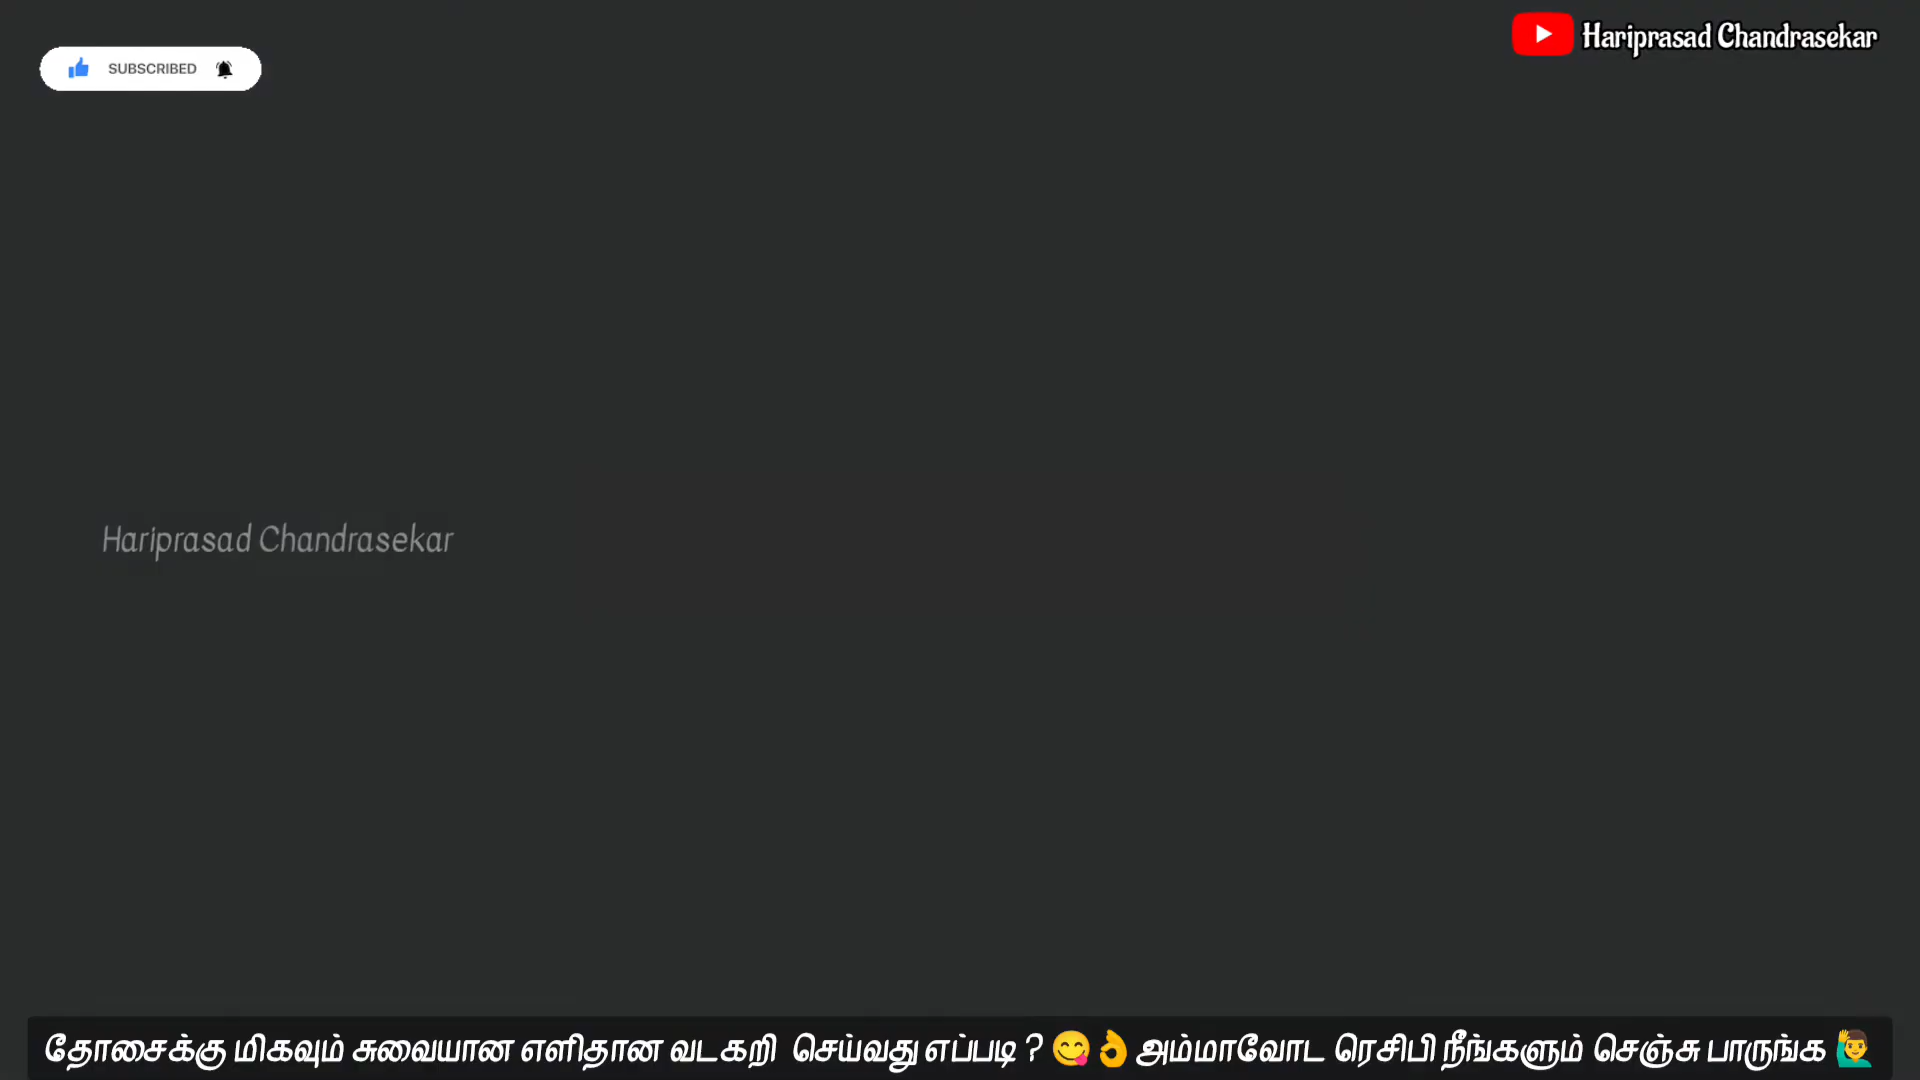 Hariprasad Chandrasekar
SUBSCRIBED
Hariprasad Chandrasekar
தோசைக்கு மிகவும் சுவையான எளிதான வடகறி செய்வது எப்படி ? 😋👌 அம்மாவோட ரெசிபி நீங்களும் செஞ்சு பாருங்க 🙋‍♂️